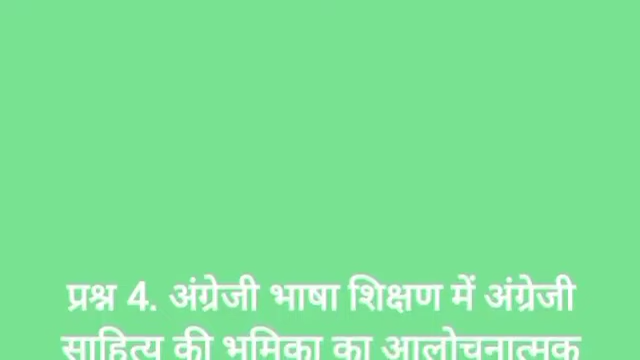 प्रश्न 4. अंग्रेजी भाषा शिक्षण में अंग्रेजी
साहित्य की भूमिका का आलोचनात्मक